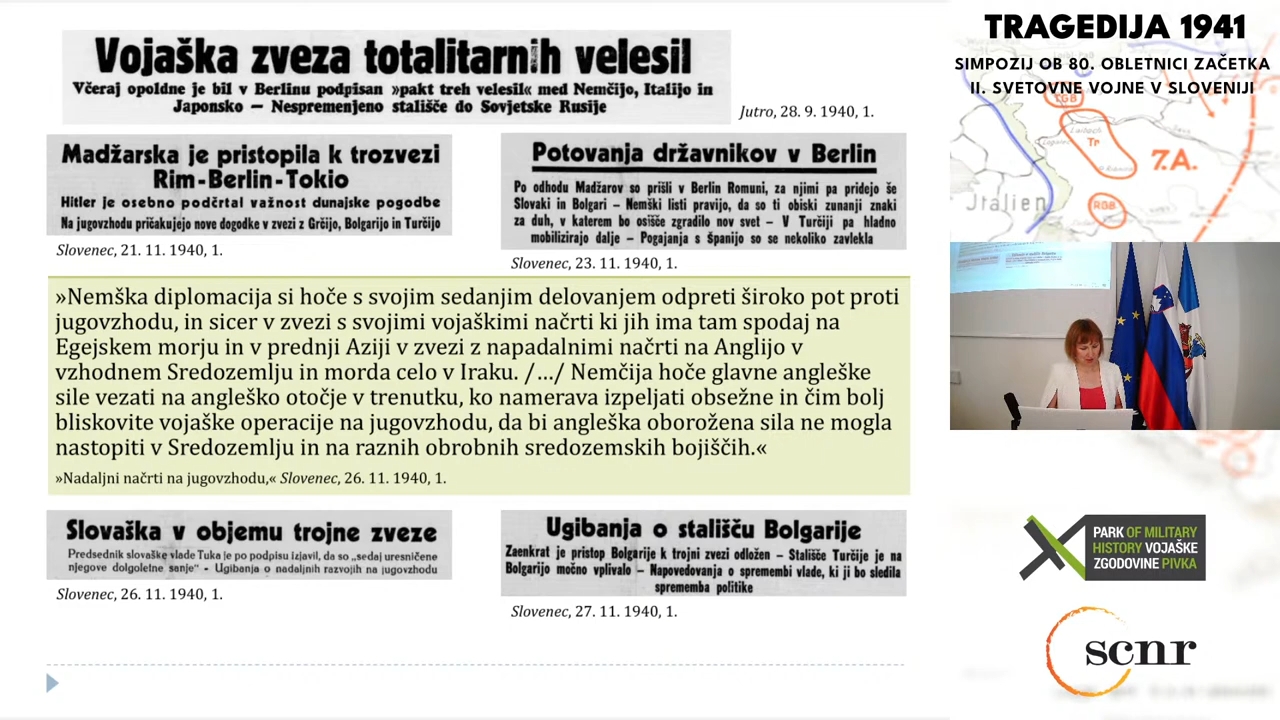 Vojaška zveza totalitarnih velesil
Včeraj opoldne je bil v Berlinu podpisan »pakt treh velesil« med Nemčijo, Italijo in
Japonsko — Nespremenjeno stališče do Sovjetske Rusije
Jutro, 28. 9. 1940, 1.
Madžarska je pristopila k trozvezi
Rim-Berlin-Tokio
Hitler je osebno podčrtal važnost dunajske pogodbe
Na jugovzhodu pričakujejo nove dogodke v zvezi z Grčijo, Bolgarijo in Turčijo
Slovenec, 21. 11. 1940, 1.
Potovanja državnikov v Berlin
Po odhodu Madžarov so prišli v Berlin Romuni, za njimi pa pridejo še
Slovaki in Bolgari — Nemški listi pravijo, da so ti obiski zunanji znaki
za duh, v katerem bo osišče zgradilo nov svet — V Turčiji pa hladno
mobilizirajo dalje — Pogajanja s Španijo so se nekoliko zavlekla
Slovenec, 23. 11. 1940, 1.
»Nemška diplomacija si hoče s svojim sedanjim delovanjem odpreti široko pot proti
jugovzhodu, in sicer v zvezi s svojimi vojaškimi načrti ki jih ima tam spodaj na
Egejskem morju in v prednji Aziji v zvezi z napadalnimi načrti na Anglijo v
vzhodnem Sredozemlju in morda celo v Iraku. /…/ Nemčija hoče glavne angleške
sile vezati na angleško otočje v trenutku, ko namerava izpeljati obsežne in čim bolj
bliskovite vojaške operacije na jugovzhodu, da bi angleška oborožena sila ne mogla
nastopiti v Sredozemlju in na raznih obrobnih sredozemskih bojiščih.«
»Nadaljni načrti na jugovzhodu,« Slovenec, 26. 11. 1940, 1.
Slovaška v objemu trojne zveze
Predsednik slovaške vlade Tuka je po podpisu izjavil, da so „sedaj uresničene
njegove dolgoletne sanje“ - Ugibanja o nadaljnih razvojih na jugovzhodu
Slovenec, 26. 11. 1940, 1.
Ugibanja o stališču Bolgarije
Zaenkrat je pristop Bolgarije k trojni zvezi odložen — Stališče Turčije je na
Bolgarijo močno vplivalo — Napovedovanja o spremembi vlade, ki ji bo sledila
sprememba politike
Slovenec, 27. 11. 1940, 1.
TRAGEDIJA 1941
SIMPOZIJ OB 80. OBLETNICI ZAČETKA
II. SVETOVNE VOJNE V SLOVENIJI
TGB
Laibach
Tr
7.A.
RGB
Italien
PARK OF MILITARY
HISTORY VOJAŠKE
ZGODOVINE PIVKA
scnr